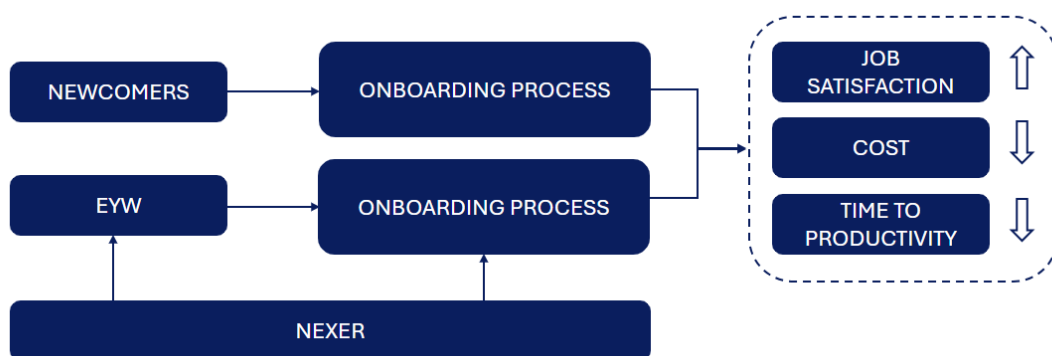 NEWCOMERS
ONBOARDING PROCESS
EYW
ONBOARDING PROCESS
NEXER
JOB
SATISFACTION
COST
TIME TO
PRODUCTIVITY